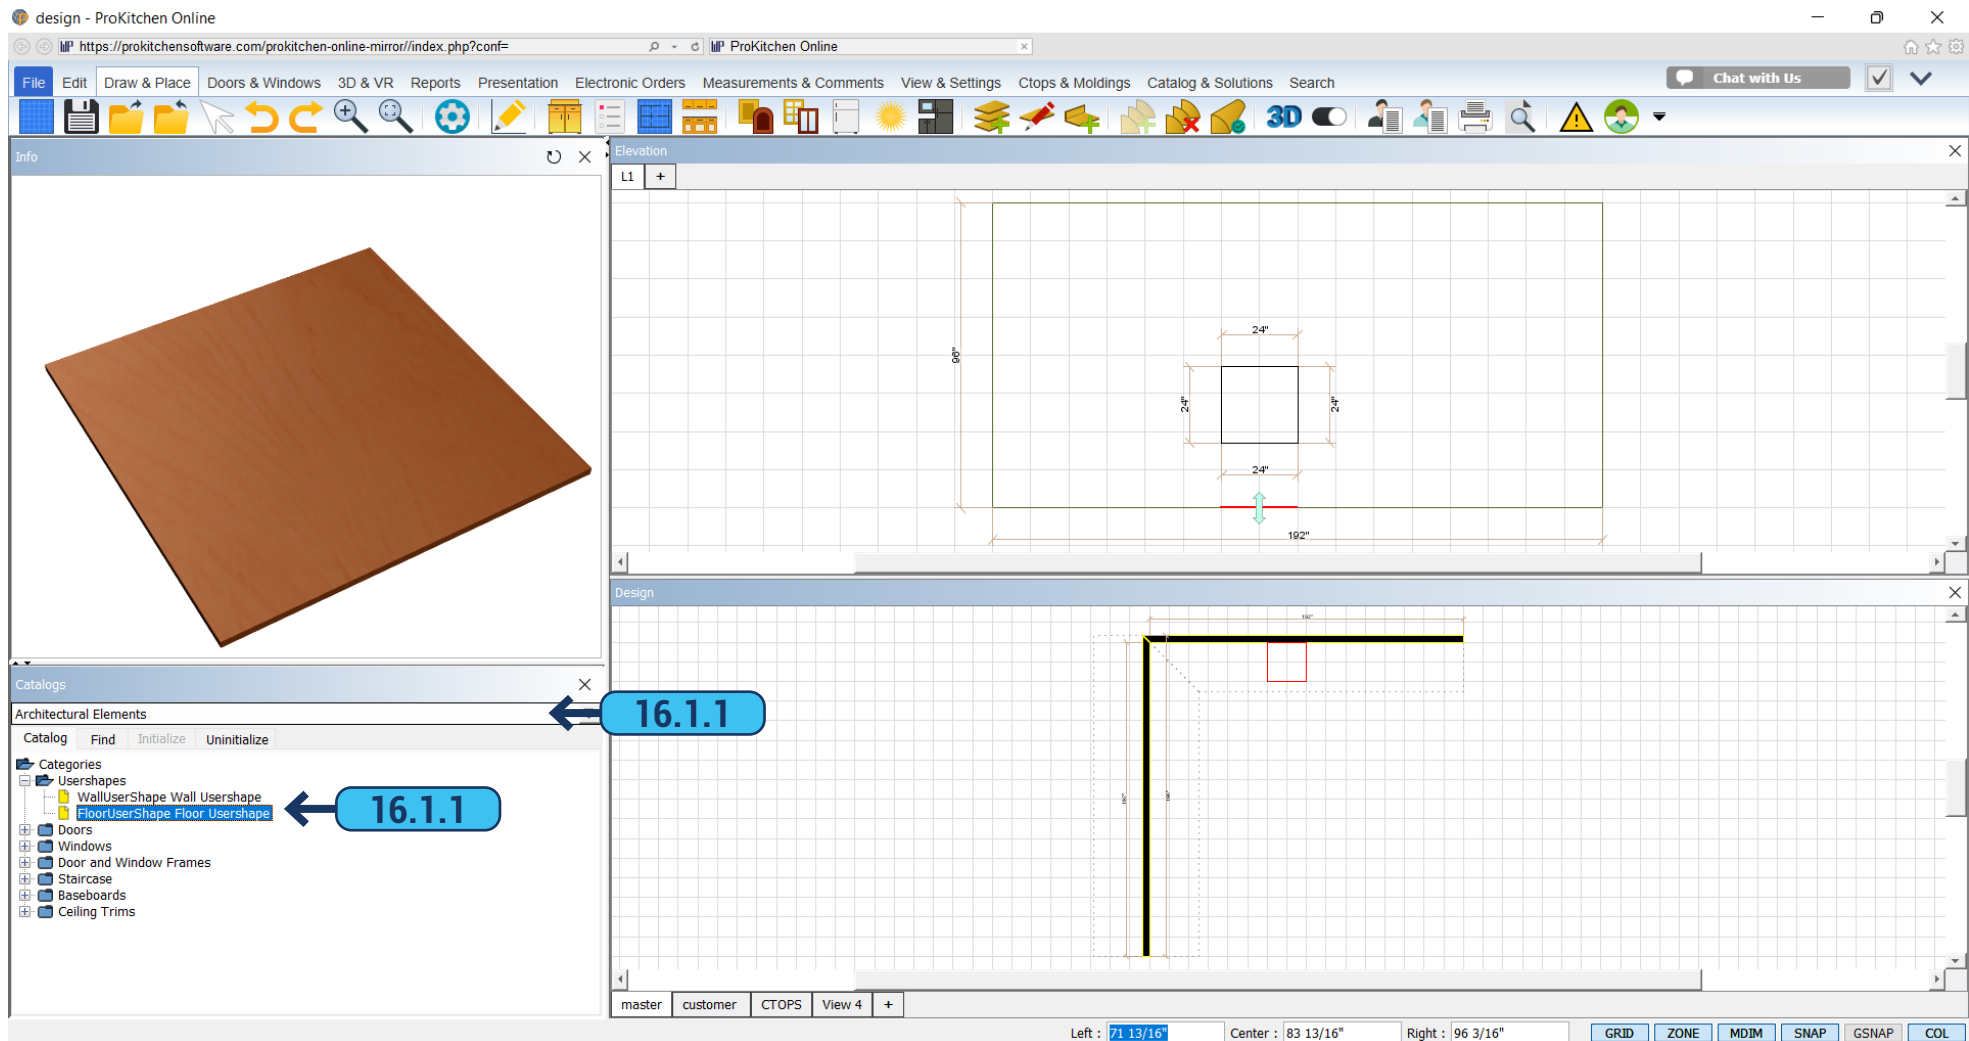 design - ProKitchen Online
https://prokitchensoftware.com/prokitchen-online-mirror//index.php?conf=
ProKitchen Online
File Edit Draw & Place Doors & Windows 3D & VR Reports Presentation Electronic Orders Measurements & Comments View & Settings Ctops & Moldings Catalog & Solutions Search
Chat with Us
3D
Info
Elevation
L1 +
24"
96"
24" 24"
24"
192"
Design
192"
192" 192"
Catalogs
Architectural Elements
16.1.1
Catalog Find Initialize Uninitialize
Categories
Usershapes
WallUserShape Wall Usershape
FloorUserShape Floor Usershape
16.1.1
Doors
Windows
Door and Window Frames
Staircase
Baseboards
Ceiling Trims
master customer CTOPS View 4 +
Left : 71 13/16" Center : 83 13/16" Right : 96 3/16" GRID ZONE MDIM SNAP GSNAP COL